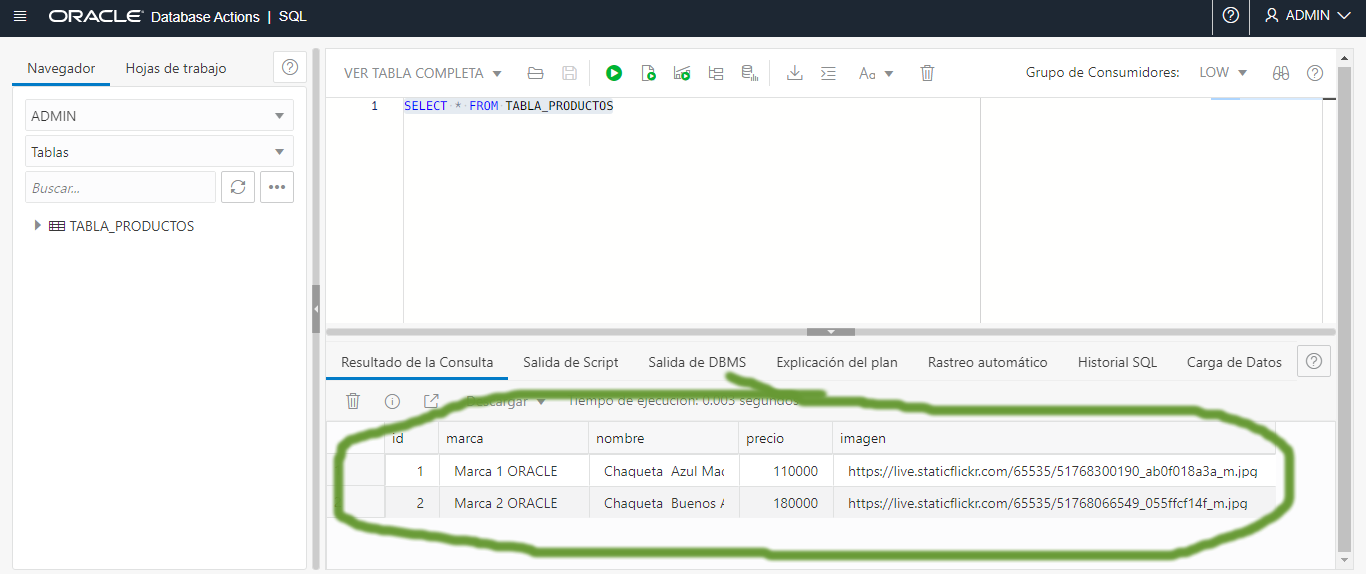 ORACLE Database Actions | SQL
ADMIN
Navegador Hojas de trabajo
ADMIN
Tablas
Buscar...
TABLA_PRODUCTOS
VER TABLA COMPLETA Aa Grupo de Consumidores: LOW
1 SELECT * FROM TABLA_PRODUCTOS
Resultado de la Consulta Salida de Script Salida de DBMS Explicación del plan Rastreo automático Historial SQL Carga de Datos
Descargar Tiempo de ejecución: 0.003 segundos
id marca nombre precio imagen
1 Marca 1 ORACLE Chaqueta Azul 110000 https://live.staticflickr.com/65535/51768300190_ab0f018a3a_m.jpg
2 Marca 2 ORACLE Chaqueta Buenos 180000 https://live.staticflickr.com/65535/51768066549_055ffcf14f_m.jpg